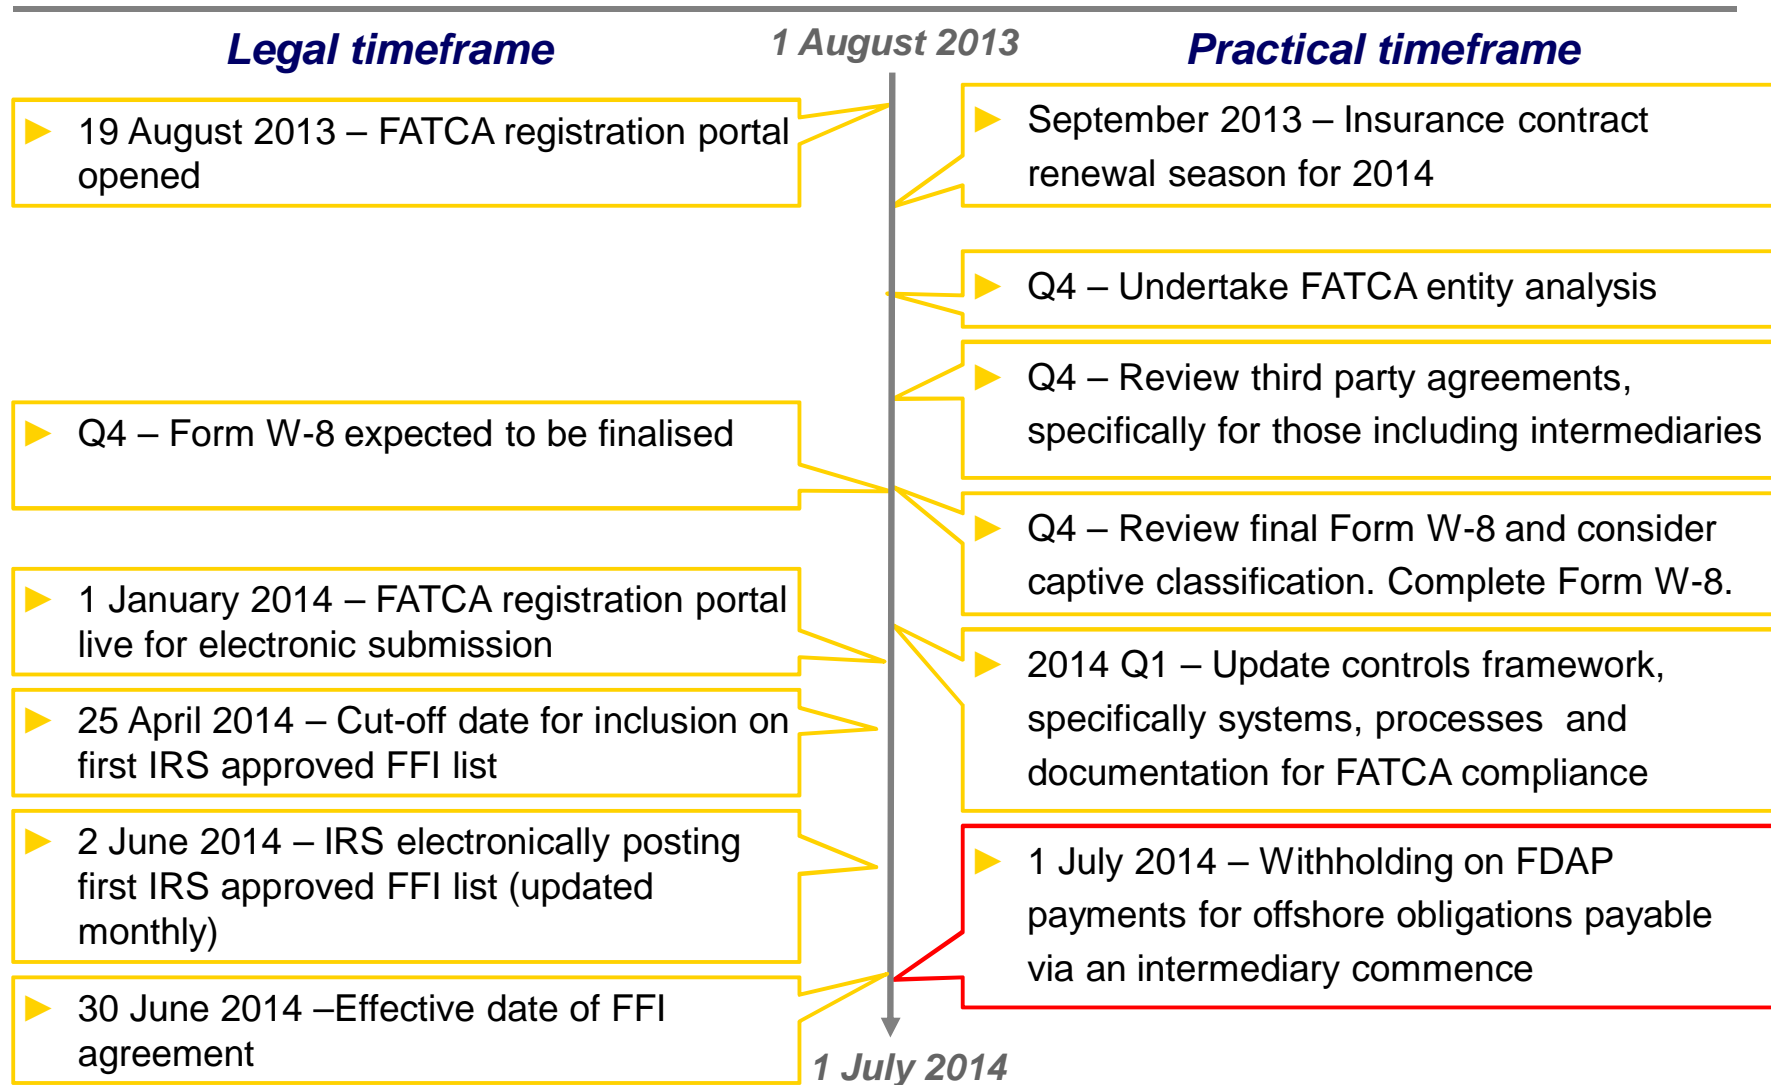 Legal timeframe
1 August 2013
Practical timeframe
► 19 August 2013 – FATCA registration portal
opened
► Q4 – Form W-8 expected to be finalised
► 1 January 2014 – FATCA registration portal
live for electronic submission
► 25 April 2014 – Cut-off date for inclusion on
first IRS approved FFI list
► 2 June 2014 – IRS electronically posting
first IRS approved FFI list (updated
monthly)
► 30 June 2014 –Effective date of FFI
agreement
► September 2013 – Insurance contract
renewal season for 2014
► Q4 – Undertake FATCA entity analysis
► Q4 – Review third party agreements,
specifically for those including intermediaries
► Q4 – Review final Form W-8 and consider
captive classification. Complete Form W-8.
► 2014 Q1 – Update controls framework,
specifically systems, processes and
documentation for FATCA compliance
► 1 July 2014 – Withholding on FDAP
payments for offshore obligations payable
via an intermediary commence
1 July 2014